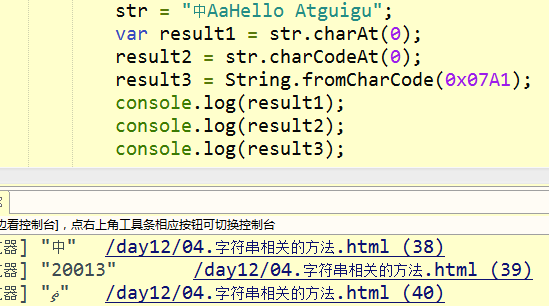 str = "中AaHello Atguigu";
var result1 = str.charAt(0);
result2 = str.charCodeAt(0);
result3 = String.fromCharCode(0x07A1);
console.log(result1);
console.log(result2);
console.log(result3);
边看控制台],点右上角工具条相应按钮可切换控制台
览器] "中" /day12/04.字符串相关的方法.html (38)
览器] "20013" /day12/04.字符串相关的方法.html (39)
览器] "ޡ" /day12/04.字符串相关的方法.html (40)